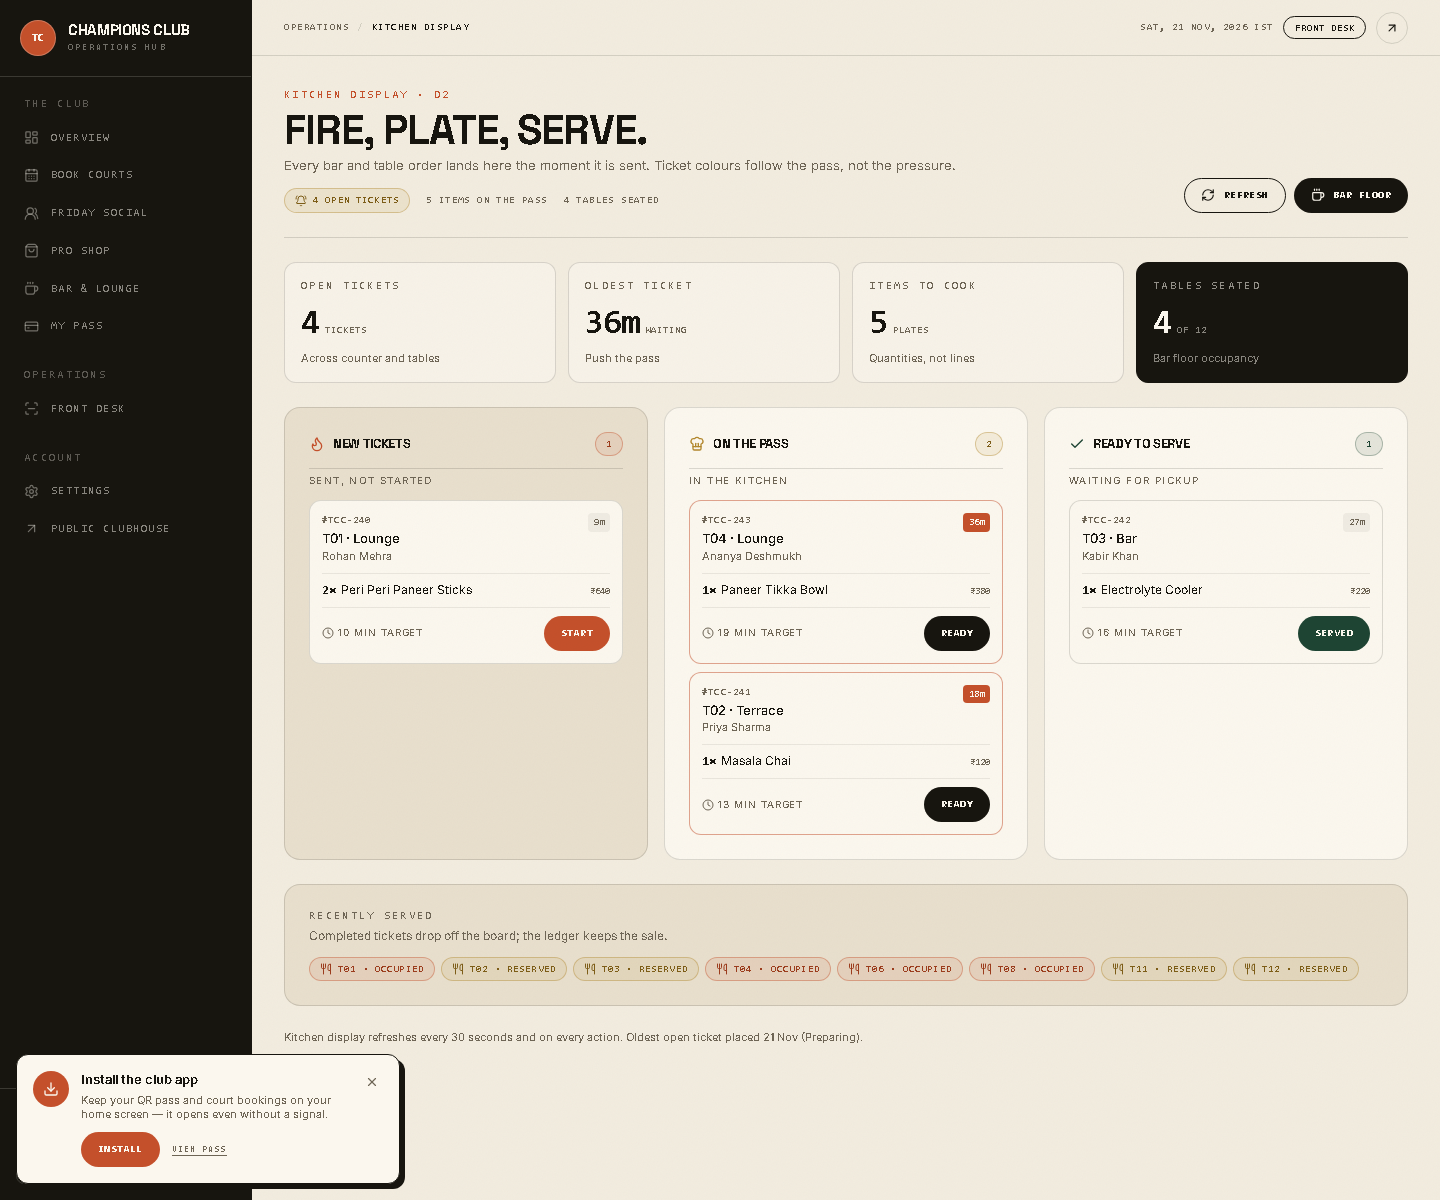 TC
CHAMPIONS CLUB
OPERATIONS HUB
THE CLUB
OVERVIEW
BOOK COURTS
FRIDAY SOCIAL
PRO SHOP
BAR & LOUNGE
MY PASS
OPERATIONS
FRONT DESK
ACCOUNT
SETTINGS
PUBLIC CLUBHOUSE
OPERATIONS / KITCHEN DISPLAY
SAT, 21 NOV, 2026 IST
FRONT DESK
KITCHEN DISPLAY · D2
FIRE, PLATE, SERVE.
Every bar and table order lands here the moment it is sent. Ticket colours follow the pass, not the pressure.
4 OPEN TICKETS
5 ITEMS ON THE PASS
4 TABLES SEATED
REFRESH
BAR FLOOR
OPEN TICKETS
4 TICKETS
Across counter and tables
OLDEST TICKET
36m WAITING
Push the pass
ITEMS TO COOK
5 PLATES
Quantities, not lines
TABLES SEATED
4 OF 12
Bar floor occupancy
NEW TICKETS
1
SENT, NOT STARTED
#TCC-240
9m
T01 · Lounge
Rohan Mehra
2× Peri Peri Paneer Sticks
₹640
10 MIN TARGET
START
ON THE PASS
2
IN THE KITCHEN
#TCC-243
36m
T04 · Lounge
Ananya Deshmukh
1× Paneer Tikka Bowl
₹380
19 MIN TARGET
READY
#TCC-241
18m
T02 · Terrace
Priya Sharma
1× Masala Chai
₹120
13 MIN TARGET
READY
READY TO SERVE
1
WAITING FOR PICKUP
#TCC-242
27m
T03 · Bar
Kabir Khan
1× Electrolyte Cooler
₹220
16 MIN TARGET
SERVED
RECENTLY SERVED
Completed tickets drop off the board; the ledger keeps the sale.
T01 · OCCUPIED
T02 · RESERVED
T03 · RESERVED
T04 · OCCUPIED
T06 · OCCUPIED
T08 · OCCUPIED
T11 · RESERVED
T12 · RESERVED
Kitchen display refreshes every 30 seconds and on every action. Oldest open ticket placed 21 Nov (Preparing).
Install the club app
Keep your QR pass and court bookings on your
home screen — it opens even without a signal.
INSTALL
VIEW PASS